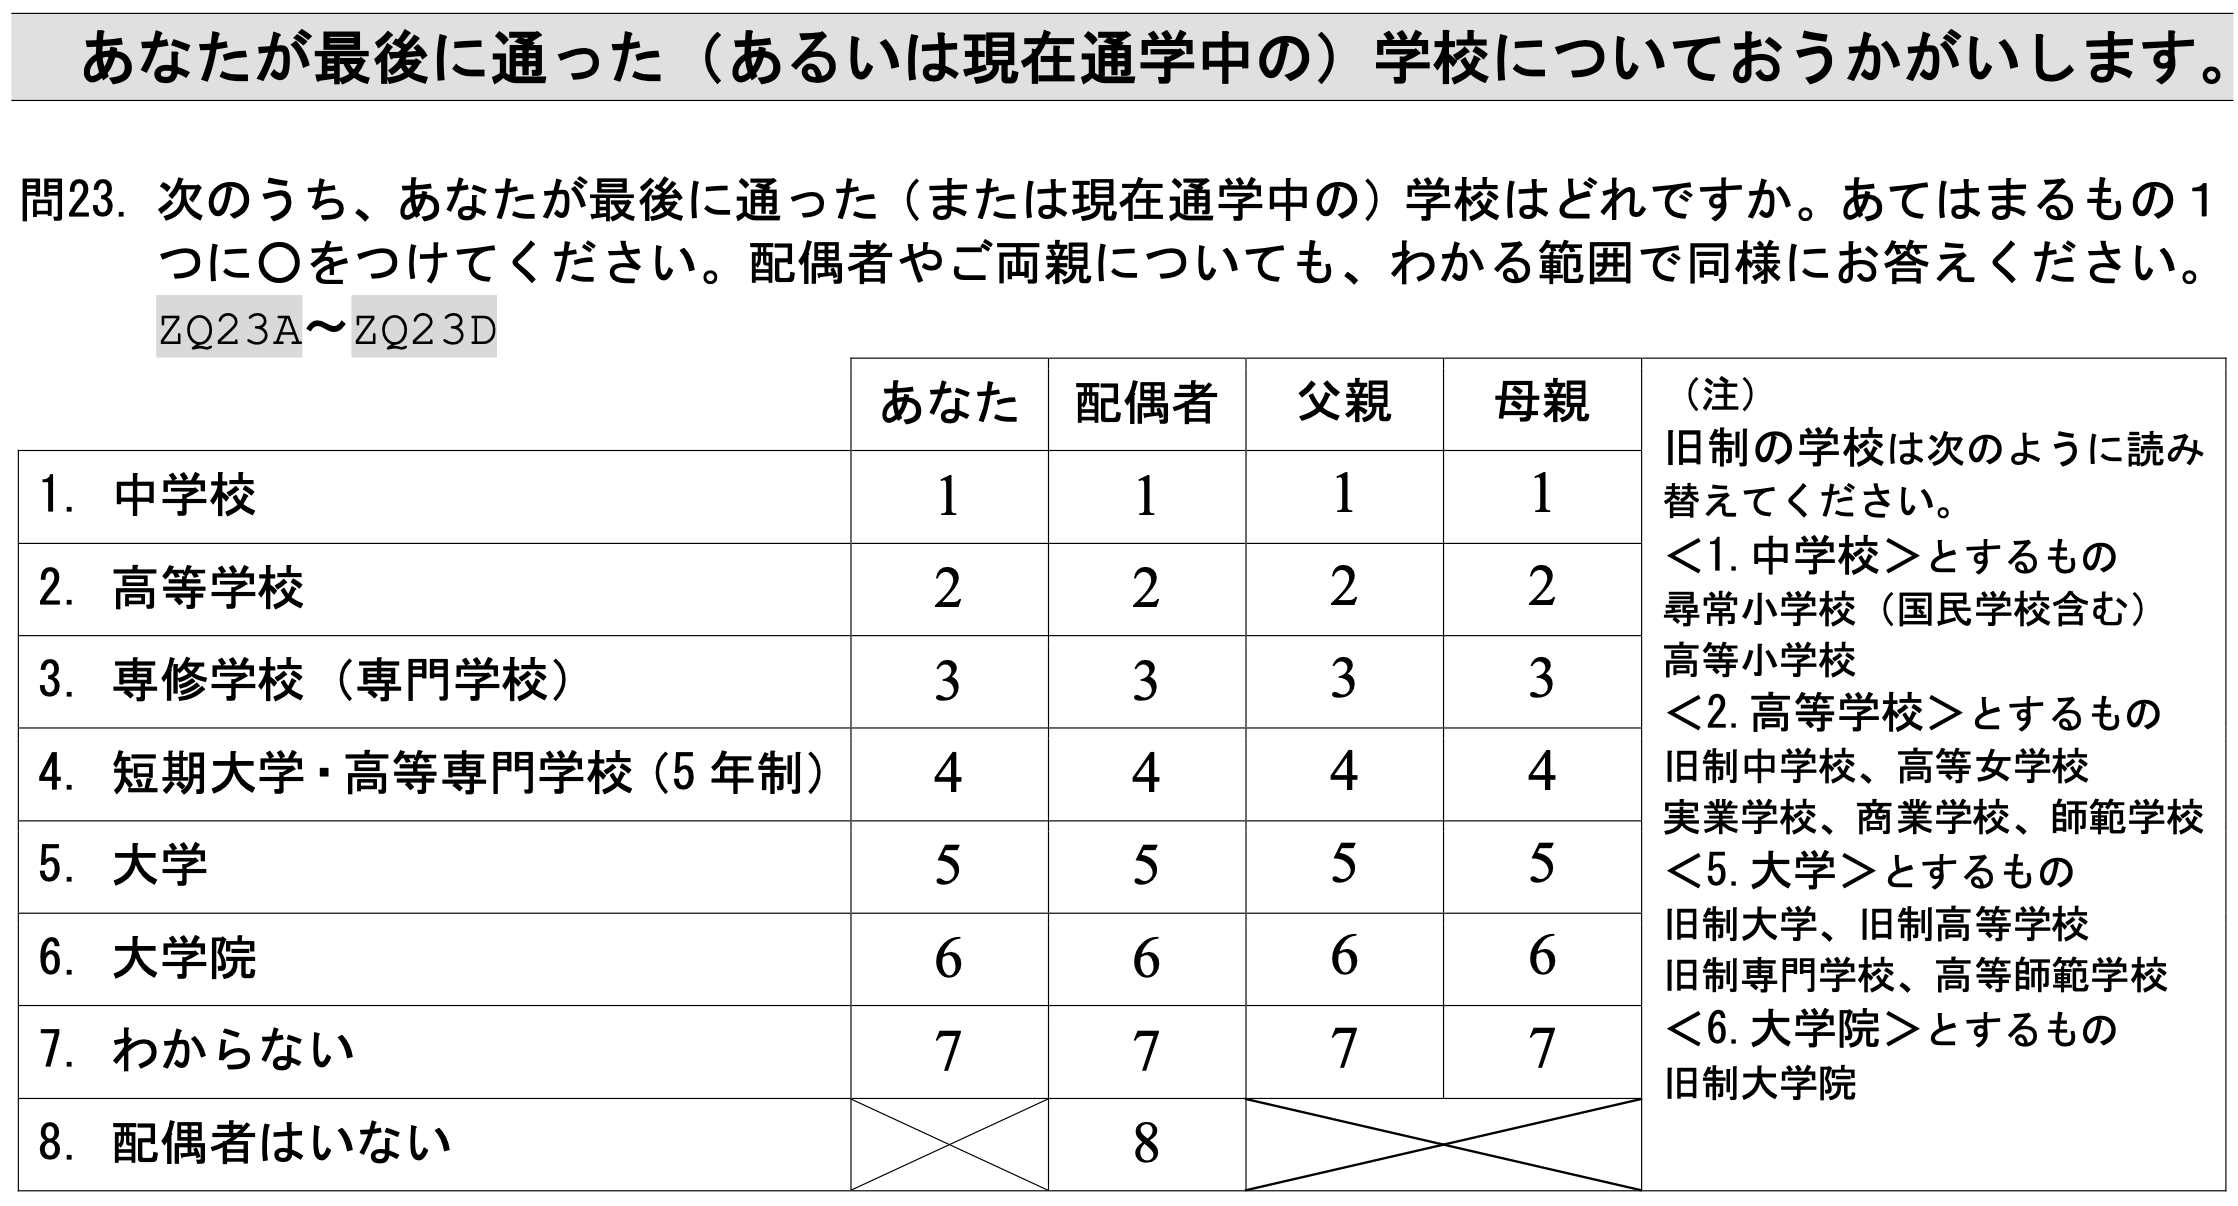 あなたが最後に通った（あるいは現在通学中の）学校についておうかがいします。
問23. 次のうち、あなたが最後に通った（または現在通学中の）学校はどれですか。あてはまるもの１
つに〇をつけてください。配偶者やご両親についても、わかる範囲で同様にお答えください。
ZQ23A～ZQ23D
あなた 配偶者 父親 母親
1. 中学校 1 1 1 1
2. 高等学校 2 2 2 2
3. 専修学校（専門学校） 3 3 3 3
4. 短期大学・高等専門学校（5年制） 4 4 4 4
5. 大学 5 5 5 5
6. 大学院 6 6 6 6
7. わからない 7 7 7 7
8. 配偶者はいない 8
（注）
旧制の学校は次のように読み
替えてください。
＜1.中学校＞とするもの
尋常小学校（国民学校含む）
高等小学校
＜2.高等学校＞とするもの
旧制中学校、高等女学校
実業学校、商業学校、師範学校
＜5.大学＞とするもの
旧制大学、旧制高等学校
旧制専門学校、高等師範学校
＜6.大学院＞とするもの
旧制大学院